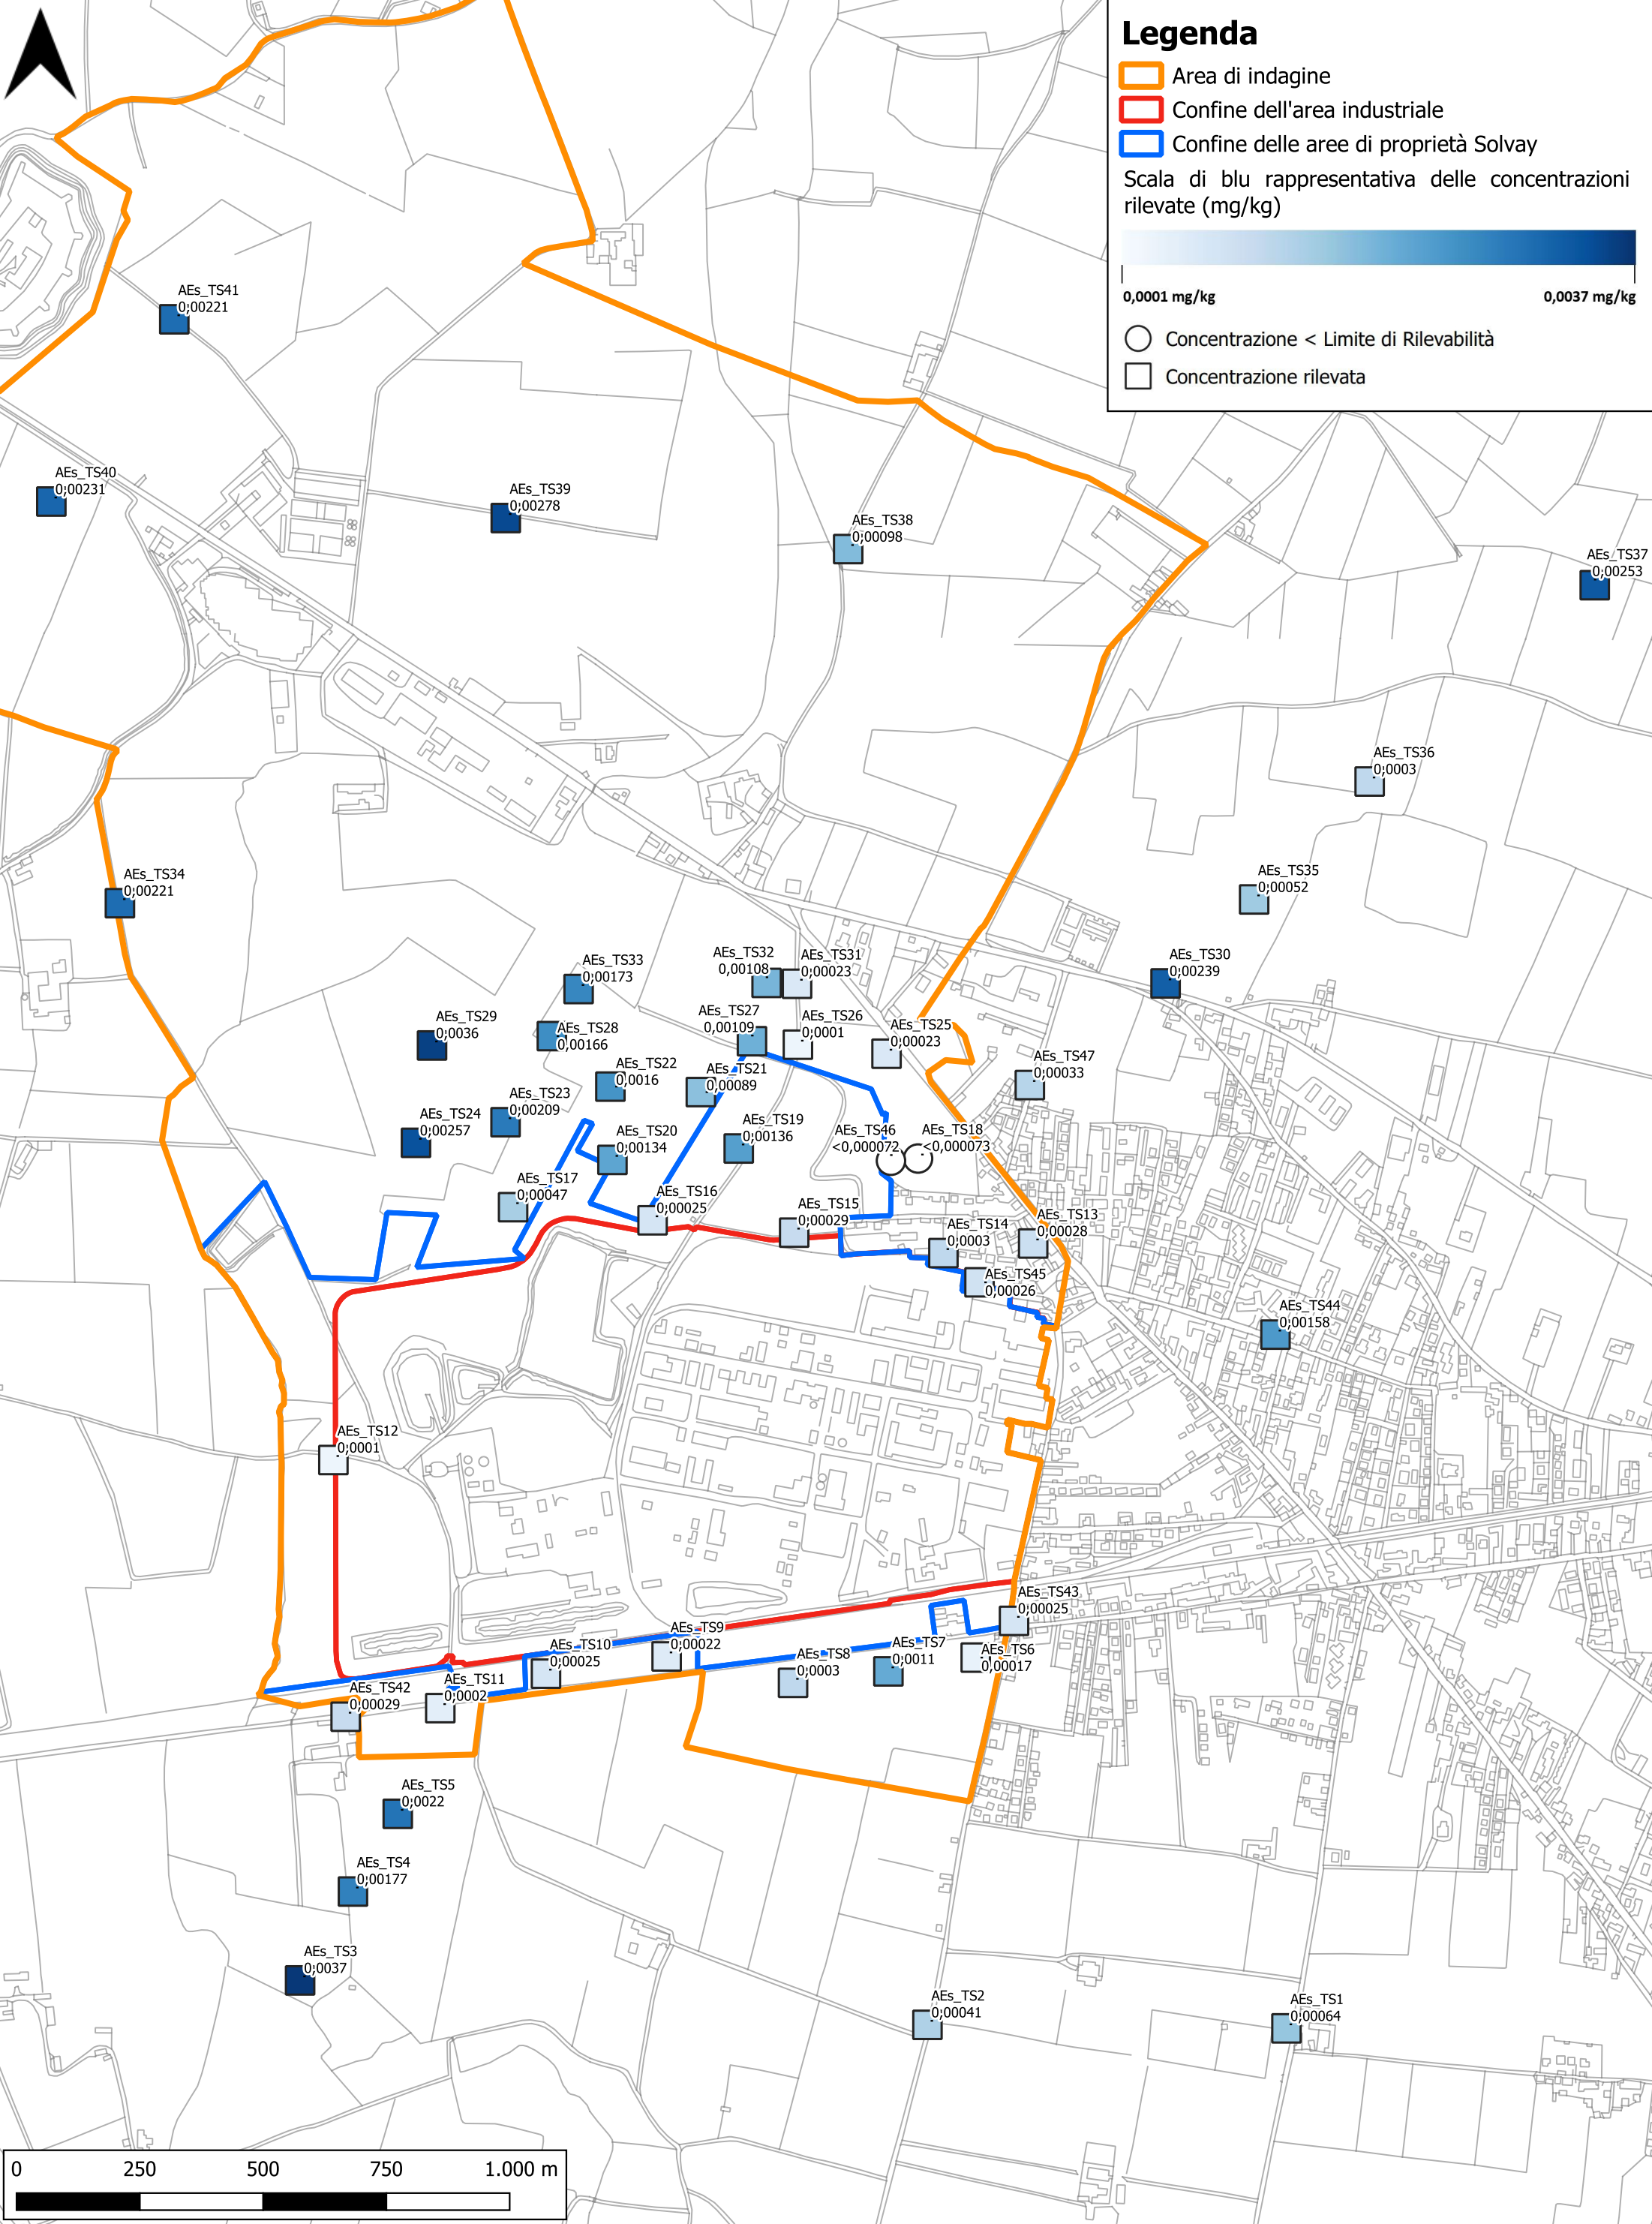 Legenda
Area di indagine
Confine dell'area industriale
Confine delle aree di proprietà Solvay
Scala di blu rappresentativa delle concentrazioni
rilevate (mg/kg)
0,0001 mg/kg
0,0037 mg/kg
Concentrazione < Limite di Rilevabilità
Concentrazione rilevata
AEs_TS41
0,00221
AEs_TS40
0,00231
AEs_TS39
0,00278
AEs_TS38
0,00098
AEs_TS37
0,00253
AEs_TS36
0,0003
AEs_TS35
0,00052
AEs_TS34
0,00221
AEs_TS33
0,00173
AEs_TS32
0,00108
AEs_TS31
0,00023
AEs_TS30
0,00239
AEs_TS29
0,0036
AEs_TS28
0,00166
AEs_TS27
0,00109
AEs_TS26
0,0001
AEs_TS25
0,00023
AEs_TS47
0,00033
AEs_TS22
0,0016
AEs_TS21
0,00089
AEs_TS23
0,00209
AEs_TS24
0,00257
AEs_TS20
0,00134
AEs_TS19
0,00136
AEs_TS46
<0,000072
AEs_TS18
<0,000073
AEs_TS17
0,00047
AEs_TS16
0,00025
AEs_TS15
0,00029
AEs_TS14
0,0003
AEs_TS13
0,00028
AEs_TS45
0,00026
AEs_TS44
0,00158
AEs_TS12
0,0001
AEs_TS43
0,00025
AEs_TS9
0,00022
AEs_TS10
0,00025
AEs_TS8
0,0003
AEs_TS7
0,0011
AEs_TS6
0,00017
AEs_TS11
0,0002
AEs_TS42
0,00029
AEs_TS5
0,0022
AEs_TS4
0,00177
AEs_TS3
0,0037
AEs_TS2
0,00041
AEs_TS1
0,00064
0 250 500 750 1.000 m